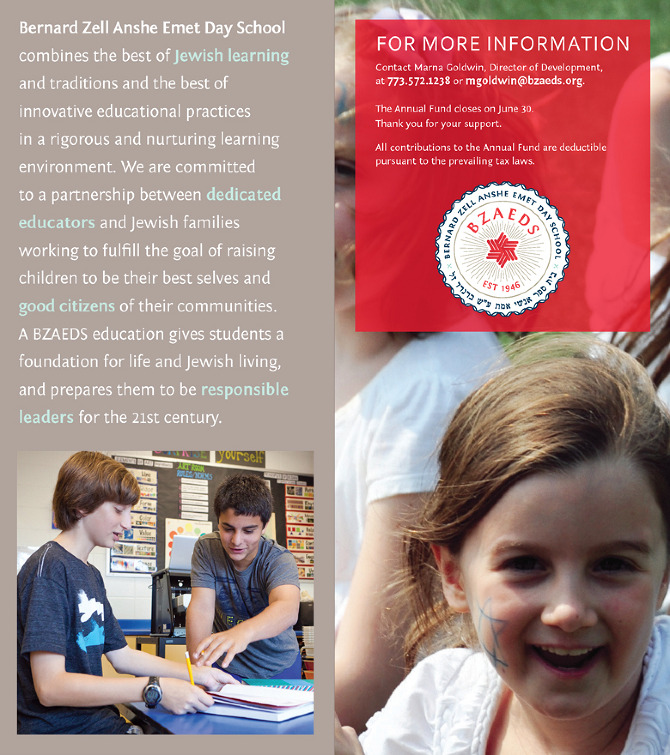 Bernard Zell Anshe Emet Day School
combines the best of Jewish learning
and traditions and the best of
innovative educational practices
in a rigorous and nurturing learning
environment. We are committed
to a partnership between dedicated
educators and Jewish families
working to fulfill the goal of raising
children to be their best selves and
good citizens of their communities.
A BZAEDS education gives students a
foundation for life and Jewish living,
and prepares them to be responsible
leaders for the 21st century.
yourself
ART ROOM
FOR MORE INFORMATION
Contact Marna Goldwin, Director of Development,
at 773.572.1238 or mgoldwin@bzaeds.org.
The Annual Fund closes on June 30.
Thank you for your support.
All contributions to the Annual Fund are deductible
pursuant to the prevailing tax laws.
BERNARD ZELL ANSHE EMET DAY SCHOOL
BZAEDS
EST 1946
בית ספר אנשי אמת ע"ש ברנרד זל